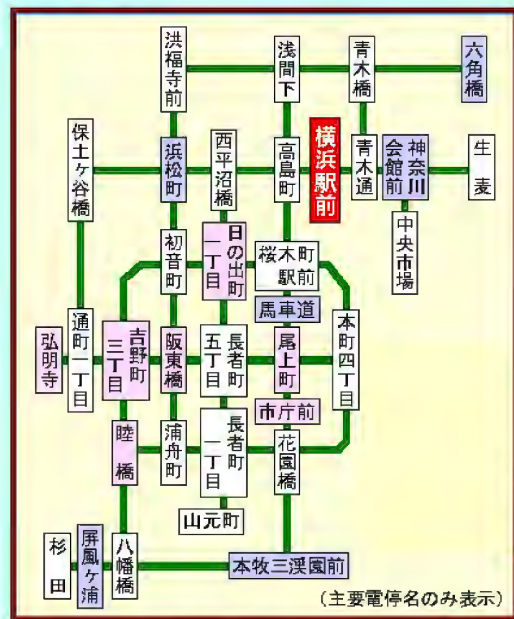 洪福寺前
浅間下
青木橋
六角橋
保土ヶ谷橋
浜松町
西平沼橋
高島町
横浜駅前
青木通
神奈川会館前
生麦
中央市場
初音町
日の出町一丁目
桜木町駅前
馬車道
本町四丁目
弘明寺
通町一丁目
吉野町三丁目
阪東橋
長者町五丁目
尾上町
市庁前
睦橋
浦舟町
長者町一丁目
花園橋
山元町
杉田
屏風ヶ浦
八幡橋
本牧三渓園前
(主要電停名のみ表示)